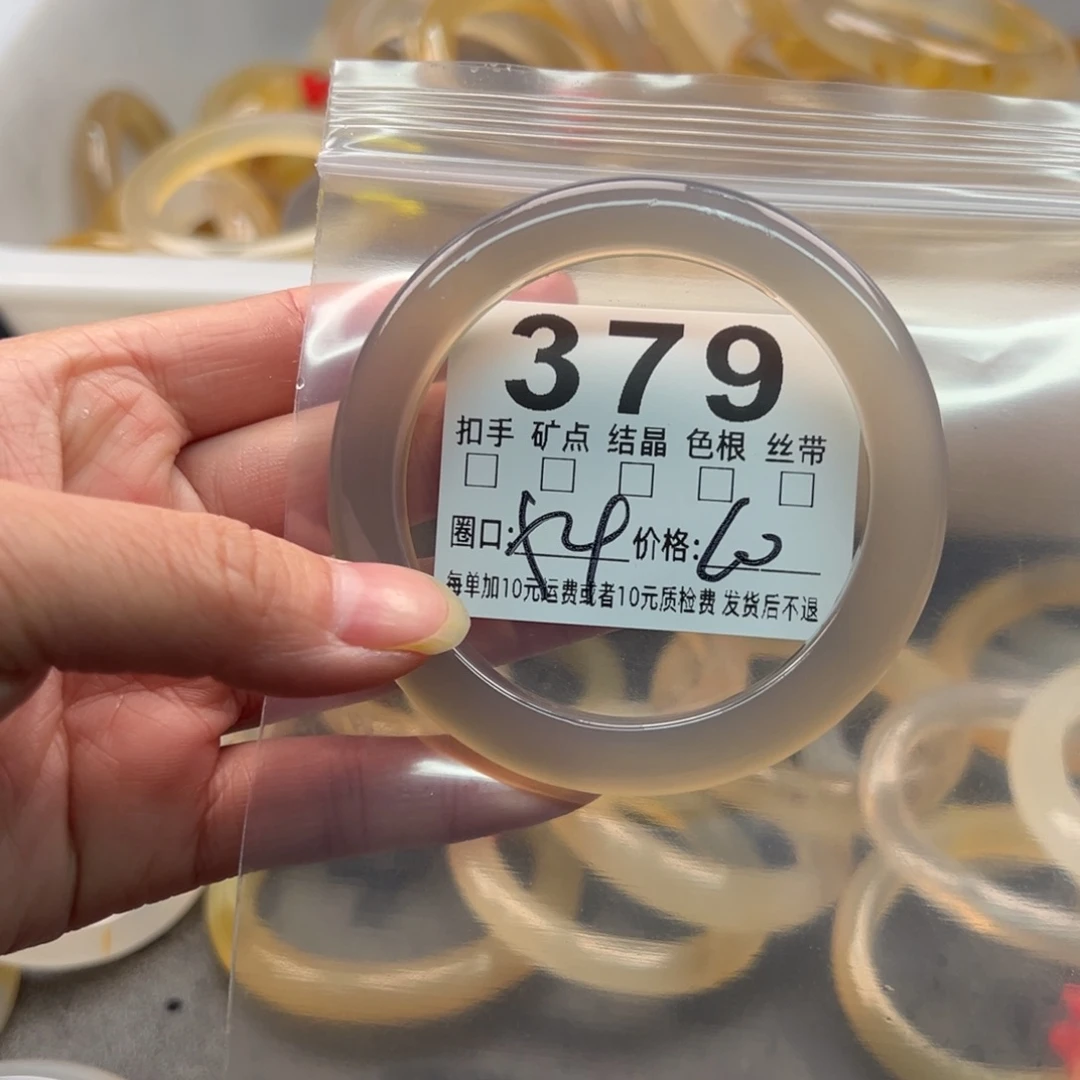 379
扣手 矿点 结晶 色根 丝带
圈口: 价格:
每单加10元运费或者10元质检费 发货后不退